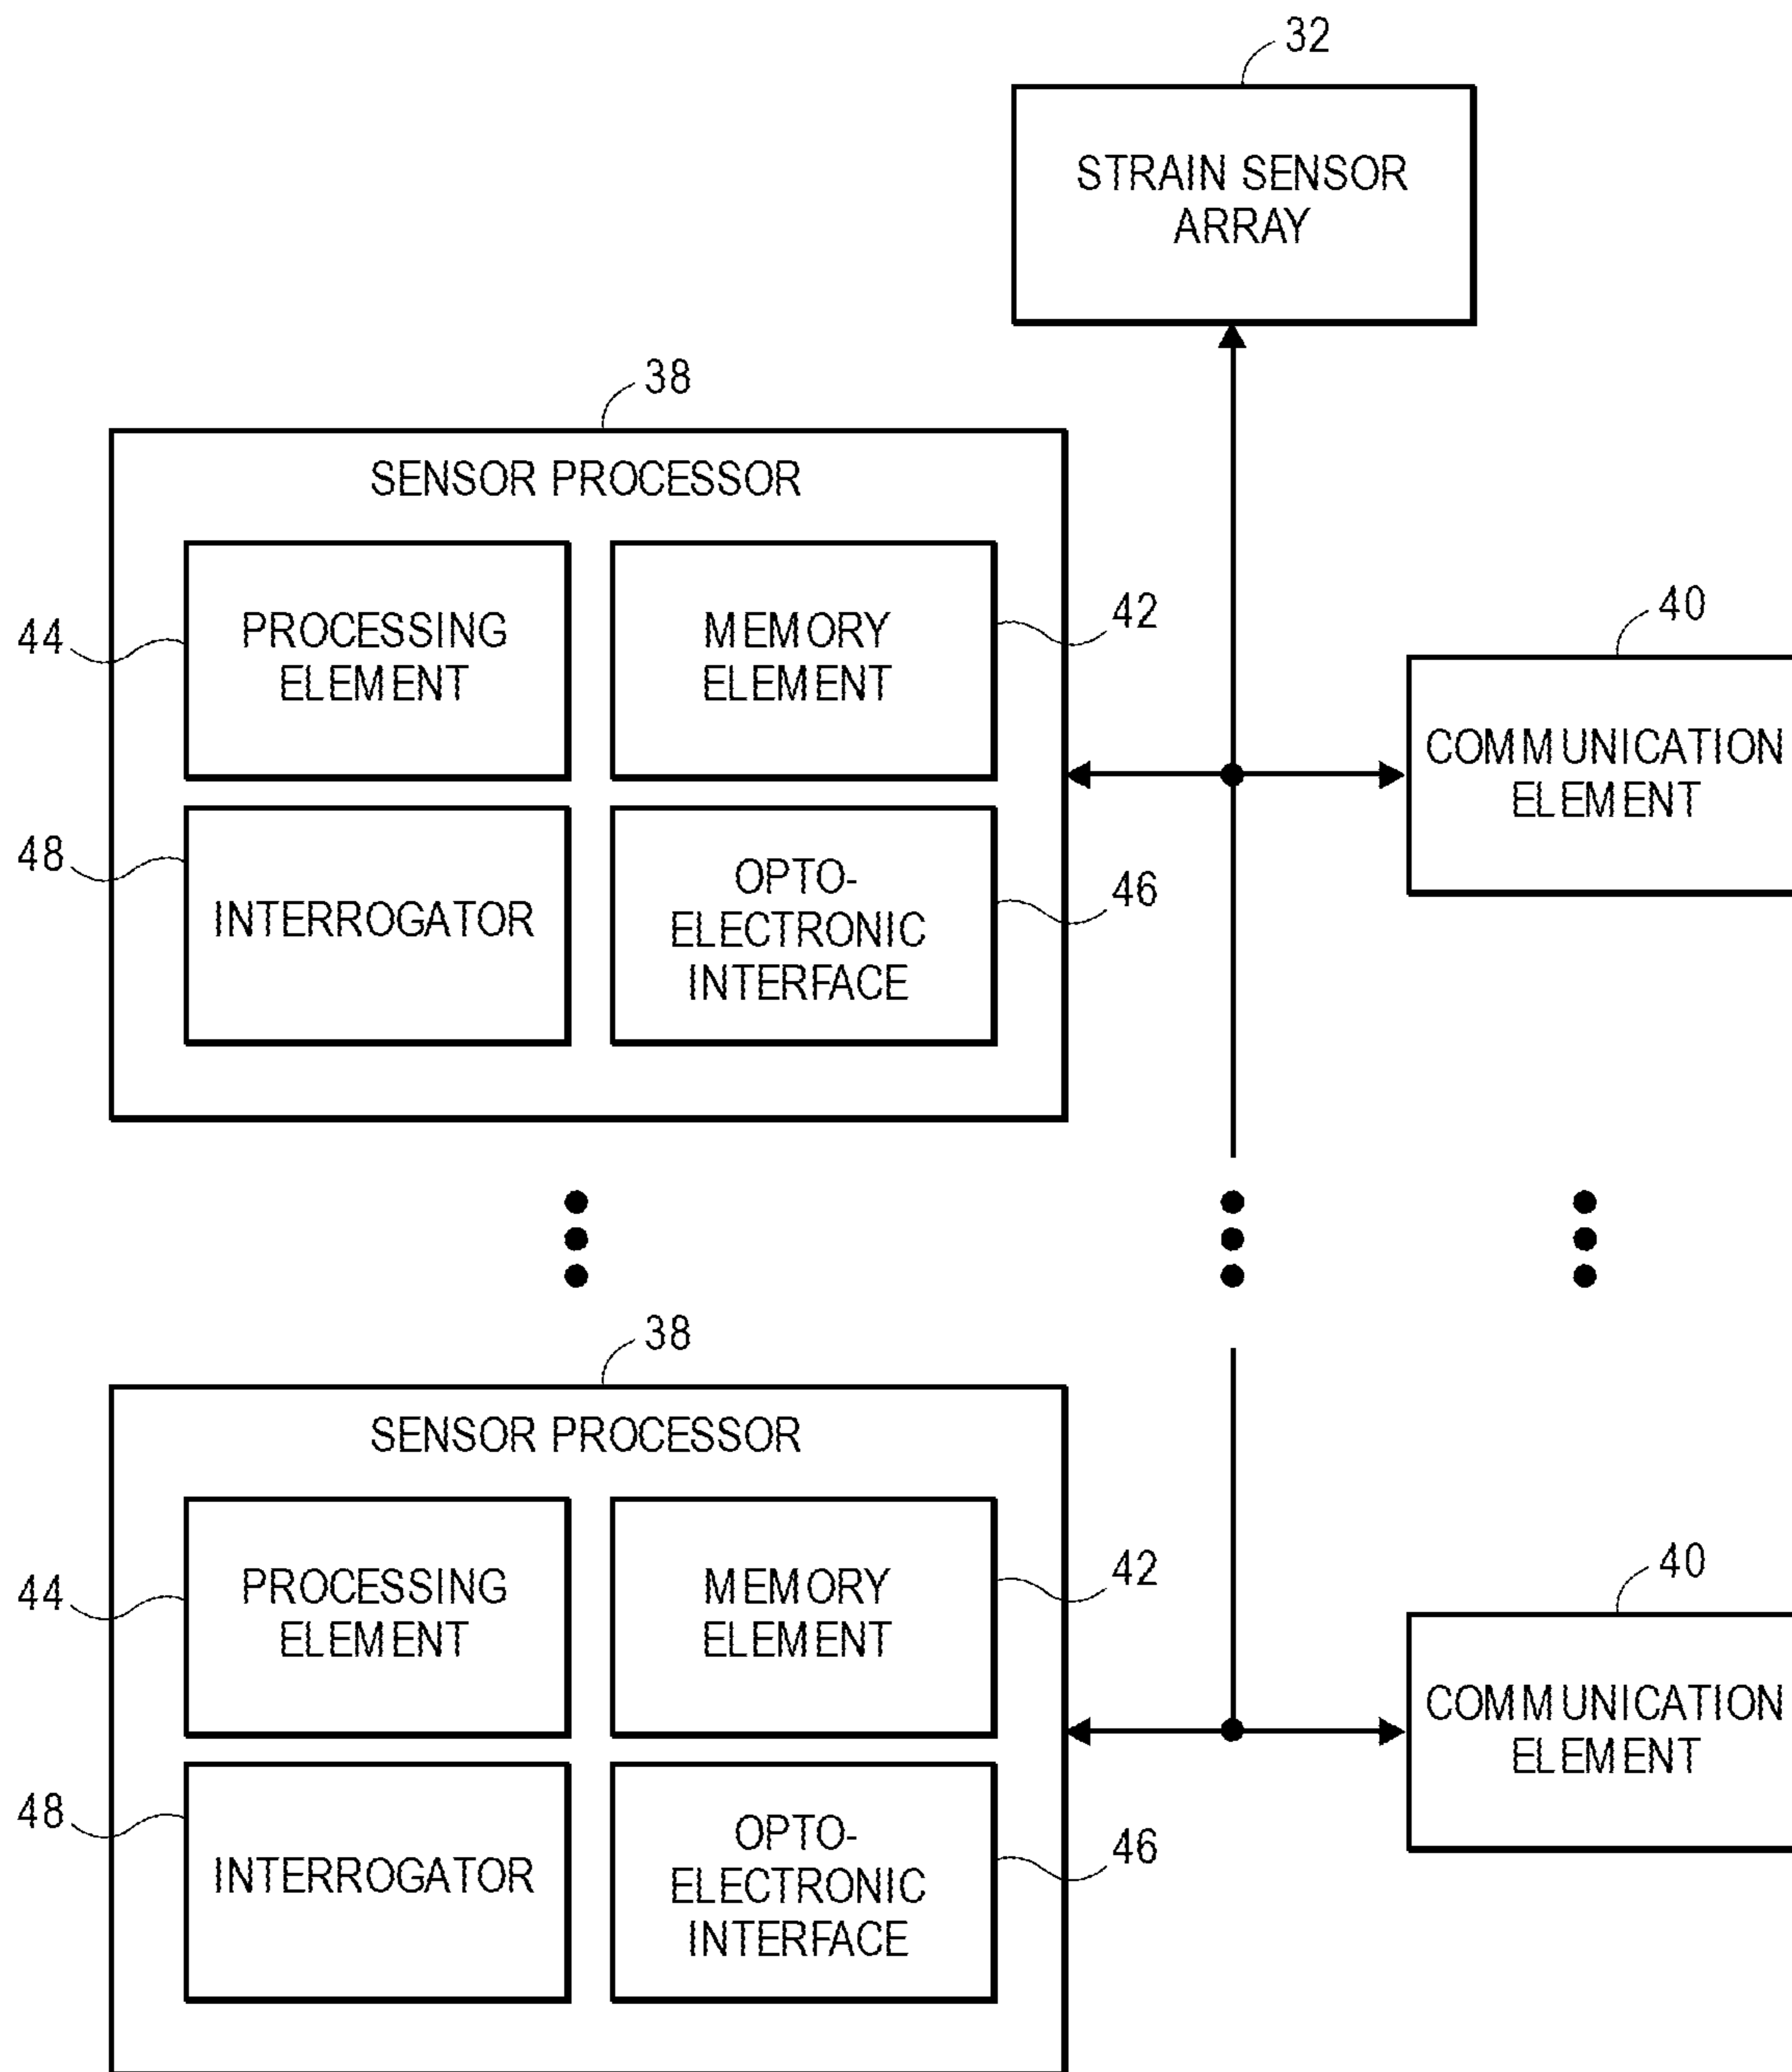 32
STRAIN SENSOR
ARRAY
38
SENSOR PROCESSOR
44
PROCESSING
ELEMENT
MEMORY
ELEMENT
42
48
INTERROGATOR
OPTO-
ELECTRONIC
INTERFACE
46
40
COMMUNICATION
ELEMENT
38
SENSOR PROCESSOR
44
PROCESSING
ELEMENT
MEMORY
ELEMENT
42
48
INTERROGATOR
OPTO-
ELECTRONIC
INTERFACE
46
40
COMMUNICATION
ELEMENT